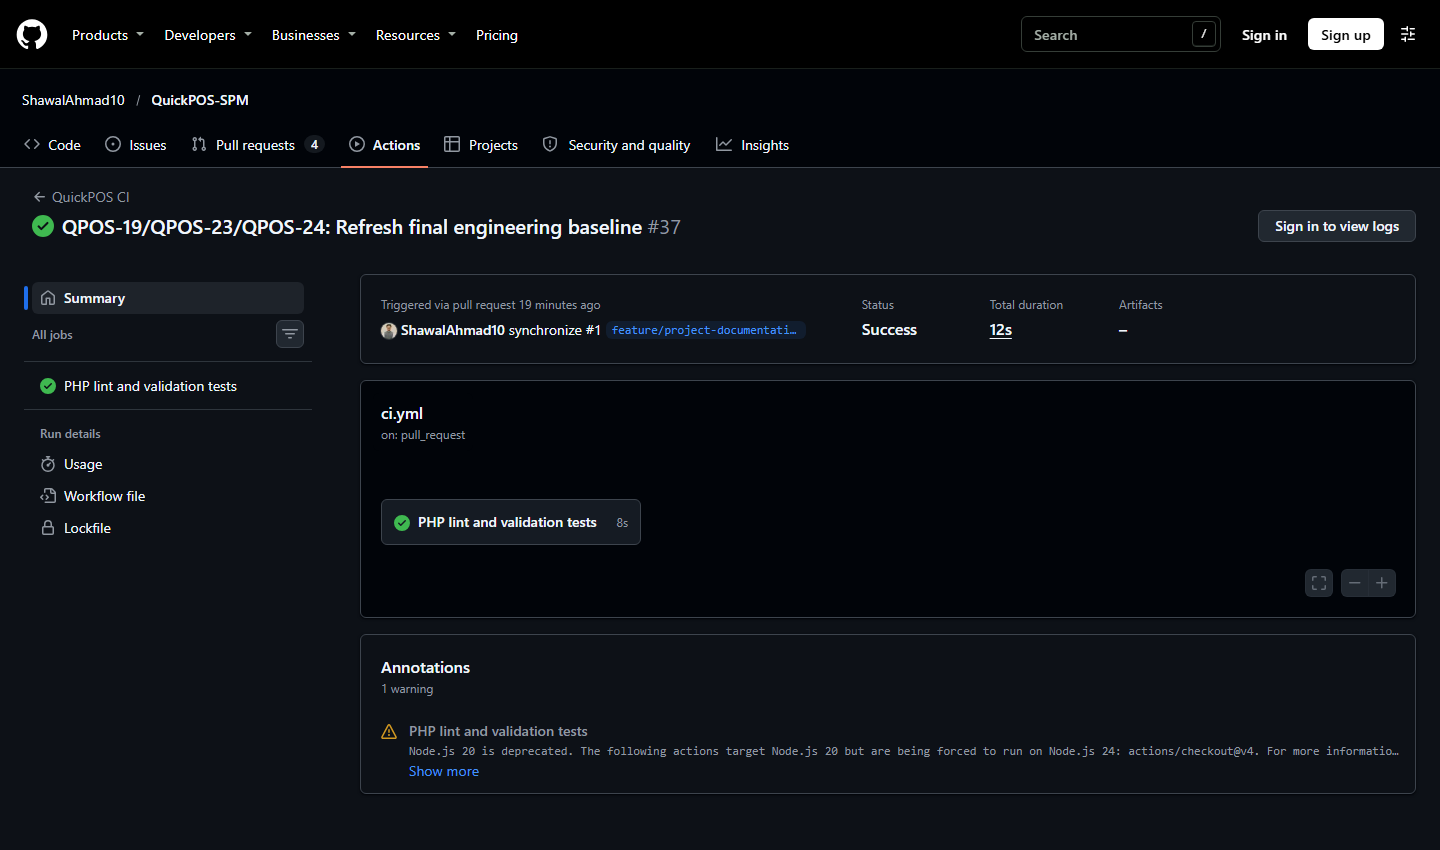 Products Developers Businesses Resources Pricing Search / Sign in Sign up
ShawalAhmad10 / QuickPOS-SPM
Code Issues Pull requests 4 Actions Projects Security and quality Insights
QuickPOS CI
QPOS-19/QPOS-23/QPOS-24: Refresh final engineering baseline #37
Sign in to view logs
Summary
All jobs
PHP lint and validation tests
Run details
Usage
Workflow file
Lockfile
Triggered via pull request 19 minutes ago
ShawalAhmad10 synchronize #1 feature/project-documentati…
Status
Success
Total duration
12s
Artifacts
–
ci.yml
on: pull_request
PHP lint and validation tests 8s
Annotations
1 warning
PHP lint and validation tests
Node.js 20 is deprecated. The following actions target Node.js 20 but are being forced to run on Node.js 24: actions/checkout@v4. For more informatio…
Show more